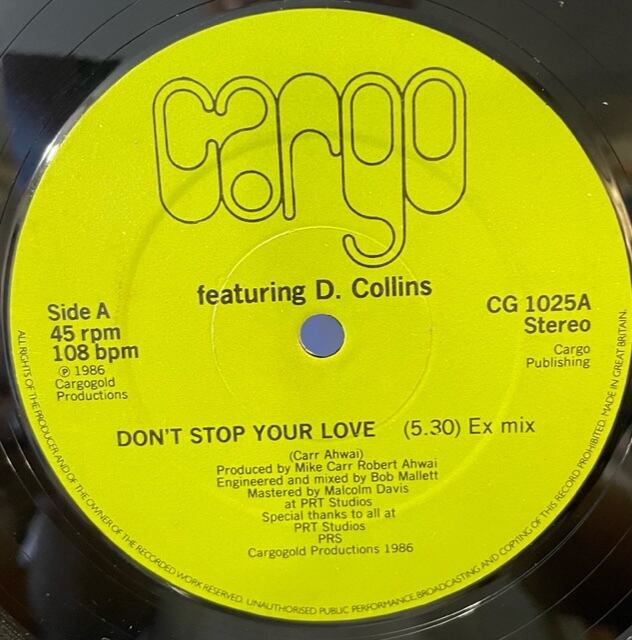 cargo
featuring D. Collins
Side A
45 rpm
108 bpm
℗ 1986
Cargogold
Productions
CG 1025A
Stereo
Cargo
Publishing
DON'T STOP YOUR LOVE (5.30) Ex mix
(Carr Ahwai)
Produced by Mike Carr Robert Ahwai
Engineered and mixed by Bob Mallett
Mastered by Malcolm Davis
at PRT Studios
Special thanks to all at
PRT Studios
PRS
Cargogold Productions 1986
ALL RIGHTS OF THE PRODUCER AND OF THE OWNER OF THE RECORDED WORK RESERVED. UNAUTHORISED PUBLIC PERFORMANCE, BROADCASTING AND COPYING OF THIS RECORD PROHIBITED. MADE IN GREAT BRITAIN.